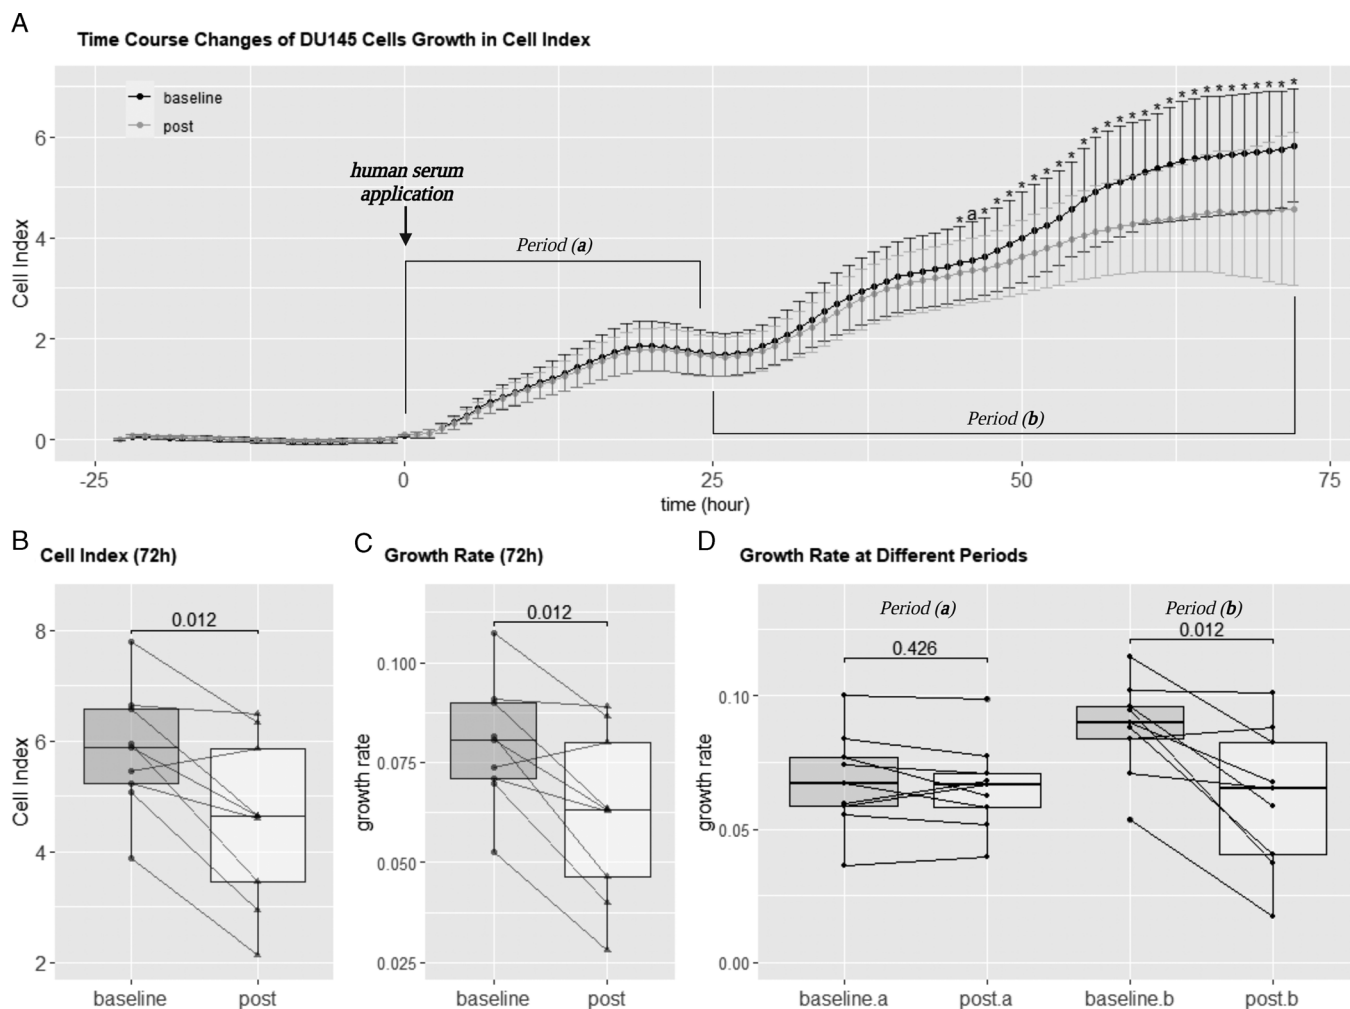 A
Time Course Changes of DU145 Cells Growth in Cell Index
baseline
post
human serum
application
Period (a)
Period (b)
* a * * * * * * * * * * * * * * * * * * * * * * * * * *
Cell Index
6
4
2
0
-25 0 25 50 75
time (hour)
B Cell Index (72h)
0.012
Cell Index
8
6
4
2
baseline post
C Growth Rate (72h)
0.012
growth rate
0.100
0.075
0.050
0.025
baseline post
D Growth Rate at Different Periods
Period (a) Period (b)
0.426 0.012
growth rate
0.10
0.05
0.00
baseline.a post.a baseline.b post.b